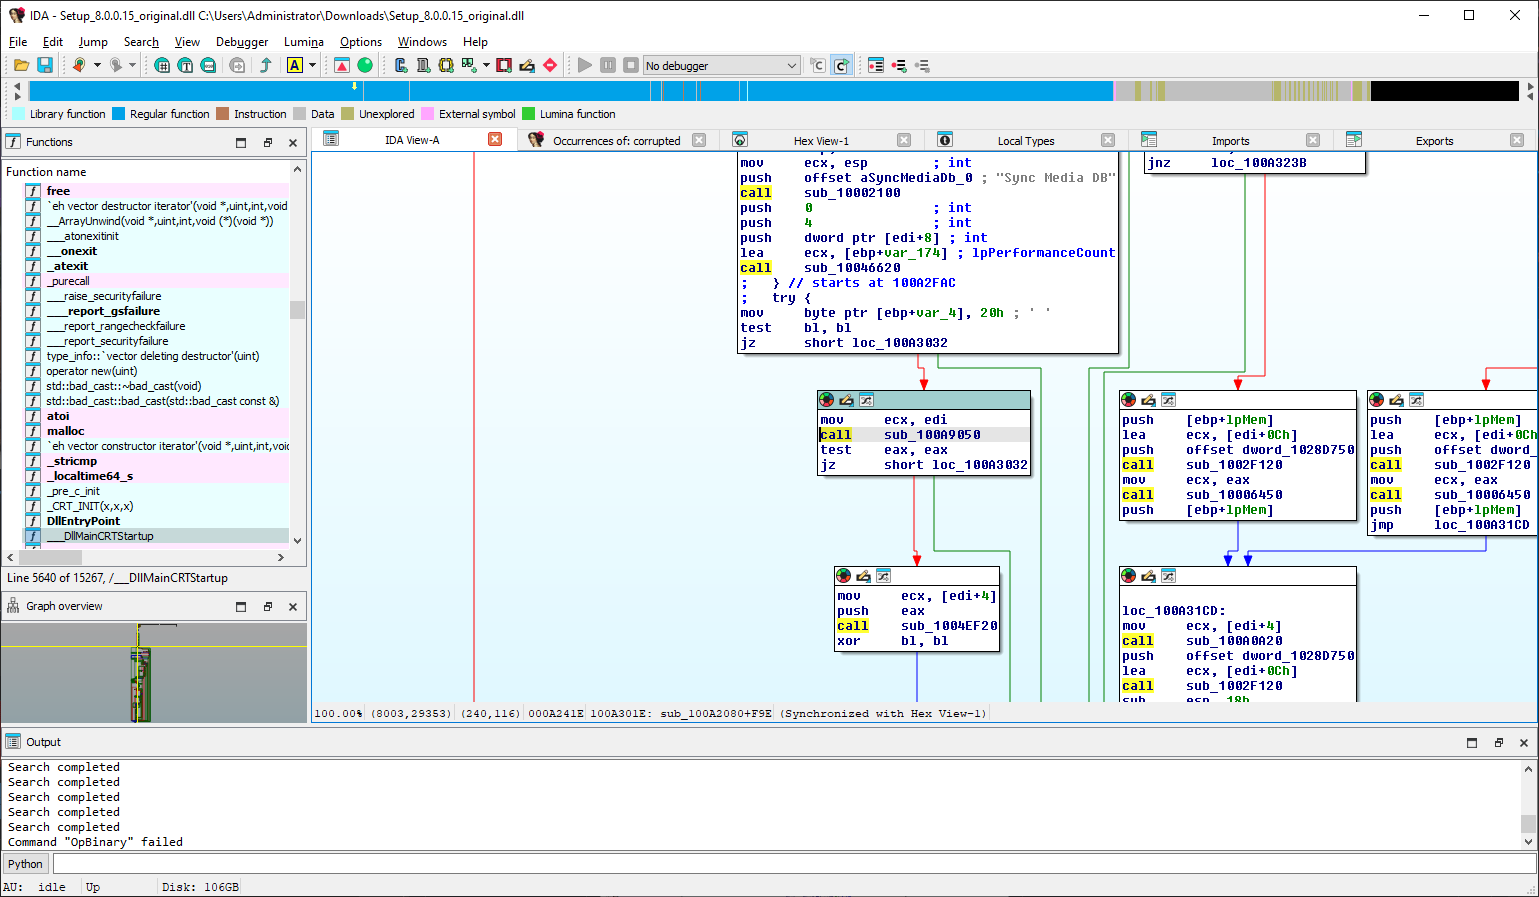 IDA - Setup_8.0.0.15_original.dll C:\Users\Administrator\Downloads\Setup_8.0.0.15_original.dll
File Edit Jump Search View Debugger Lumina Options Windows Help
A No debugger
Library function Regular function Instruction Data Unexplored External symbol Lumina function
Functions
Function name
free
`eh vector destructor iterator'(void *,uint,int,void
__ArrayUnwind(void *,uint,int,void (*)(void *))
___atonexitinit
__onexit
_atexit
_purecall
___raise_securityfailure
___report_gsfailure
___report_rangecheckfailure
___report_securityfailure
type_info::`vector deleting destructor'(uint)
operator new(uint)
std::bad_cast::~bad_cast(void)
std::bad_cast::bad_cast(std::bad_cast const &)
atoi
malloc
`eh vector constructor iterator'(void *,uint,int,void
_stricmp
_localtime64_s
_pre_c_init
_CRT_INIT(x,x,x)
DllEntryPoint
___DllMainCRTStartup
Line 5640 of 15267, /___DllMainCRTStartup
Graph overview
IDA View-A Occurrences of: corrupted Hex View-1 Local Types Imports Exports
mov ecx, esp ; int
push offset aSyncMediaDb_0 ; "Sync Media DB"
call sub_10002100
push 0 ; int
push 4 ; int
push dword ptr [edi+8] ; int
lea ecx, [ebp+var_174] ; lpPerformanceCount
call sub_10046620
; } // starts at 100A2FAC
; try {
mov byte ptr [ebp+var_4], 20h ; ' '
test bl, bl
jz short loc_100A3032
jnz loc_100A323B
mov ecx, edi
call sub_100A9050
test eax, eax
jz short loc_100A3032
push [ebp+lpMem]
lea ecx, [edi+0Ch]
push offset dword_1028D750
call sub_1002F120
mov ecx, eax
call sub_10006450
push [ebp+lpMem]
push [ebp+lpMem]
lea ecx, [edi+0Ch
push offset dword_
call sub_1002F120
mov ecx, eax
call sub_10006450
push [ebp+lpMem]
jmp loc_100A31CD
mov ecx, [edi+4]
push eax
call sub_1004EF20
xor bl, bl
loc_100A31CD:
mov ecx, [edi+4]
call sub_100A0A20
push offset dword_1028D750
lea ecx, [edi+0Ch]
call sub_1002F120
sub esp, 18h
100.00% (8003,29353) (240,116) 000A241E 100A301E: sub_100A2080+F9E (Synchronized with Hex View-1)
Output
Search completed
Search completed
Search completed
Search completed
Search completed
Command "OpBinary" failed
Python
AU: idle Up Disk: 106GB